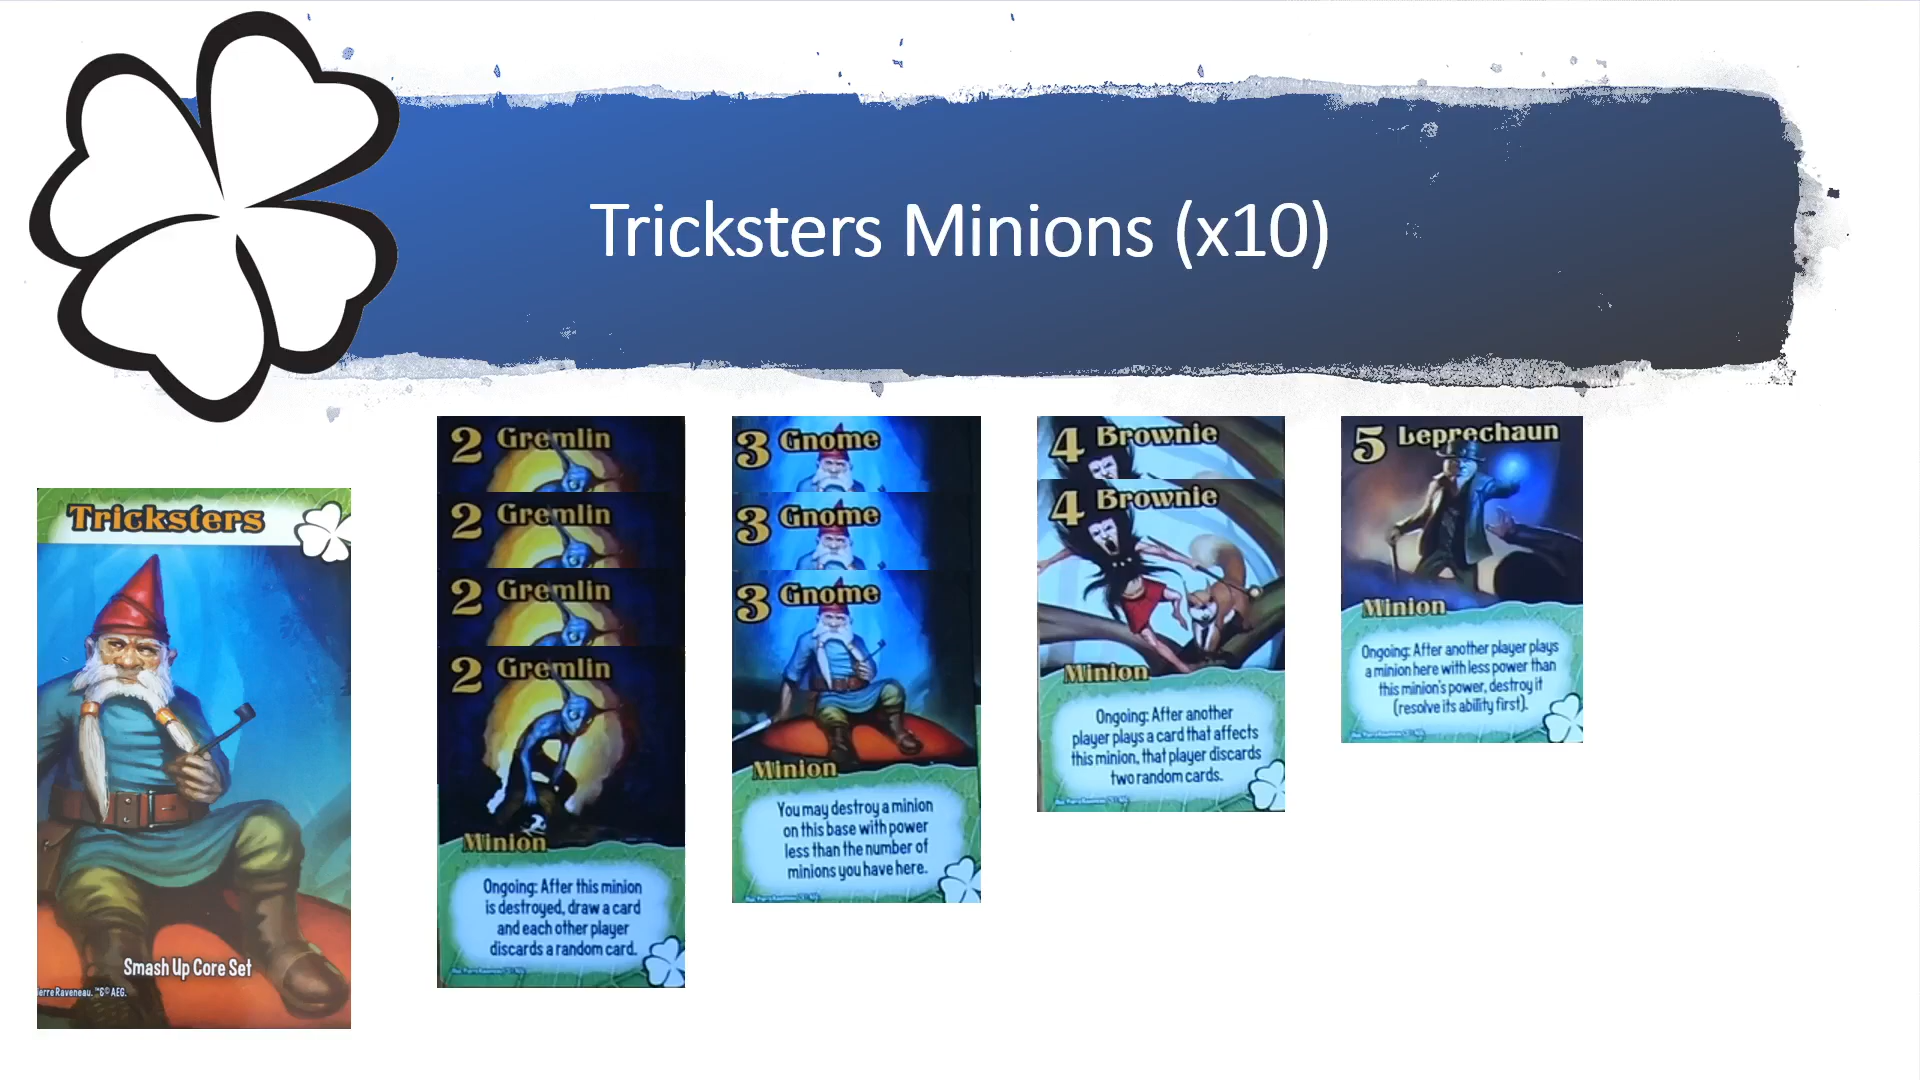 Tricksters Minions (x10)
Tricksters
Smash Up Core Set
2 Gremlin
2 Gremlin
2 Gremlin
2 Gremlin
Minion
Ongoing: After this minion
is destroyed, draw a card
and each other player
discards a random card.
3 Gnome
3 Gnome
3 Gnome
Minion
You may destroy a minion
on this base with power
less than the number of
minions you have here.
4 Brownie
4 Brownie
Minion
Ongoing: After another
player plays a card that affects
this minion, that player discards
two random cards.
5 Leprechaun
Minion
Ongoing: After another player plays
a minion here with less power than
this minion's power, destroy it
(resolve its ability first).